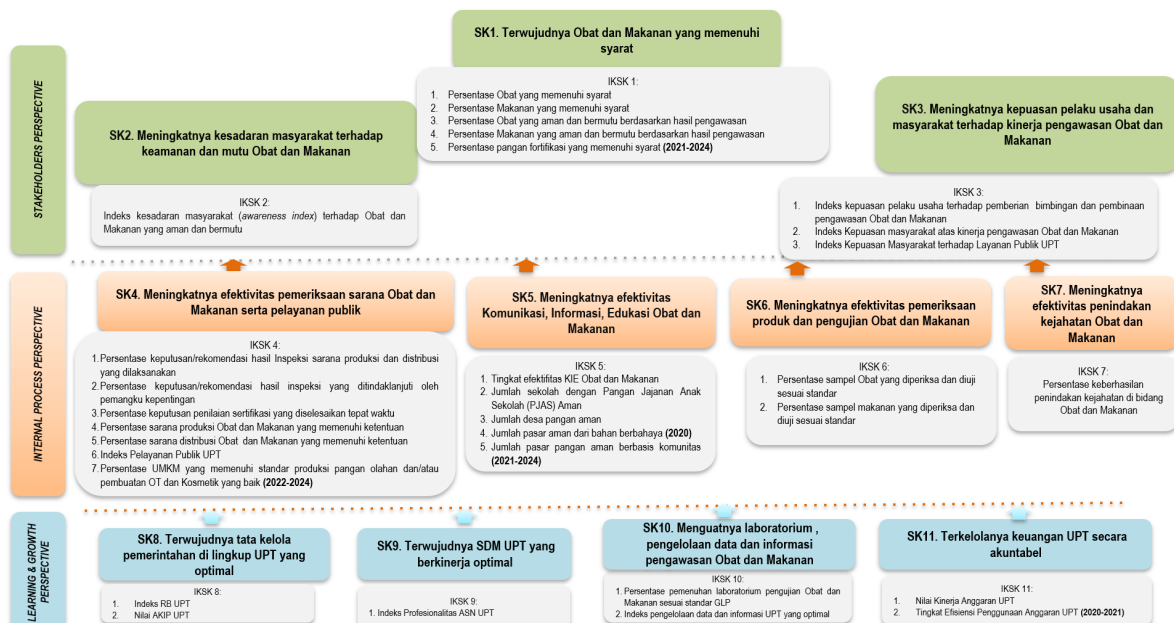 STAKEHOLDERS PERSPECTIVE
SK1. Terwujudnya Obat dan Makanan yang memenuhi
syarat
IKSK 1:
1. Persentase Obat yang memenuhi syarat
2. Persentase Makanan yang memenuhi syarat
3. Persentase Obat yang aman dan bermutu berdasarkan hasil pengawasan
4. Persentase Makanan yang aman dan bermutu berdasarkan hasil pengawasan
5. Persentase pangan fortifikasi yang memenuhi syarat (2021-2024)
SK2. Meningkatnya kesadaran masyarakat terhadap
keamanan dan mutu Obat dan Makanan
IKSK 2:
Indeks kesadaran masyarakat (awareness index) terhadap Obat dan
Makanan yang aman dan bermutu
SK3. Meningkatnya kepuasan pelaku usaha dan
masyarakat terhadap kinerja pengawasan Obat dan
Makanan
IKSK 3:
1. Indeks kepuasan pelaku usaha terhadap pemberian bimbingan dan pembinaan
pengawasan Obat dan Makanan
2. Indeks Kepuasan masyarakat atas kinerja pengawasan Obat dan Makanan
3. Indeks Kepuasan Masyarakat terhadap Layanan Publik UPT
INTERNAL PROCESS PERSPECTIVE
SK4. Meningkatnya efektivitas pemeriksaan sarana Obat dan
Makanan serta pelayanan publik
IKSK 4:
1. Persentase keputusan/rekomendasi hasil Inspeksi sarana produksi dan distribusi
yang dilaksanakan
2. Persentase keputusan/rekomendasi hasil inspeksi yang ditindaklanjuti oleh
pemangku kepentingan
3. Persentase keputusan penilaian sertifikasi yang diselesaikan tepat waktu
4. Persentase sarana produksi Obat dan Makanan yang memenuhi ketentuan
5. Persentase sarana distribusi Obat dan Makanan yang memenuhi ketentuan
6. Indeks Pelayanan Publik UPT
7. Persentase UMKM yang memenuhi standar produksi pangan olahan dan/atau
pembuatan OT dan Kosmetik yang baik (2022-2024)
SK5. Meningkatnya efektivitas
Komunikasi, Informasi, Edukasi Obat dan
Makanan
IKSK 5:
1. Tingkat efektifitas KIE Obat dan Makanan
2. Jumlah sekolah dengan Pangan Jajanan Anak
Sekolah (PJAS) Aman
3. Jumlah desa pangan aman
4. Jumlah pasar aman dari bahan berbahaya (2020)
5. Jumlah pasar pangan aman berbasis komunitas
(2021-2024)
SK6. Meningkatnya efektivitas pemeriksaan
produk dan pengujian Obat dan Makanan
IKSK 6:
1. Persentase sampel Obat yang diperiksa dan diuji
sesuai standar
2. Persentase sampel makanan yang diperiksa dan
diuji sesuai standar
SK7. Meningkatnya
efektivitas penindakan
kejahatan Obat dan
Makanan
IKSK 7:
Persentase keberhasilan
penindakan kejahatan di bidang
Obat dan Makanan
LEARNING & GROWTH
PERSPECTIVE
SK8. Terwujudnya tata kelola
pemerintahan di lingkup UPT yang
optimal
IKSK 8:
1. Indeks RB UPT
2. Nilai AKIP UPT
SK9. Terwujudnya SDM UPT yang
berkinerja optimal
IKSK 9:
1. Indeks Profesionalitas ASN UPT
SK10. Menguatnya laboratorium ,
pengelolaan data dan informasi
pengawasan Obat dan Makanan
IKSK 10:
1. Persentase pemenuhan laboratorium pengujian Obat dan
Makanan sesuai standar GLP
2. Indeks pengelolaan data dan informasi UPT yang optimal
SK11. Terkelolanya keuangan UPT secara
akuntabel
IKSK 11:
1. Nilai Kinerja Anggaran UPT
2. Tingkat Efisiensi Penggunaan Anggaran UPT (2020-2021)